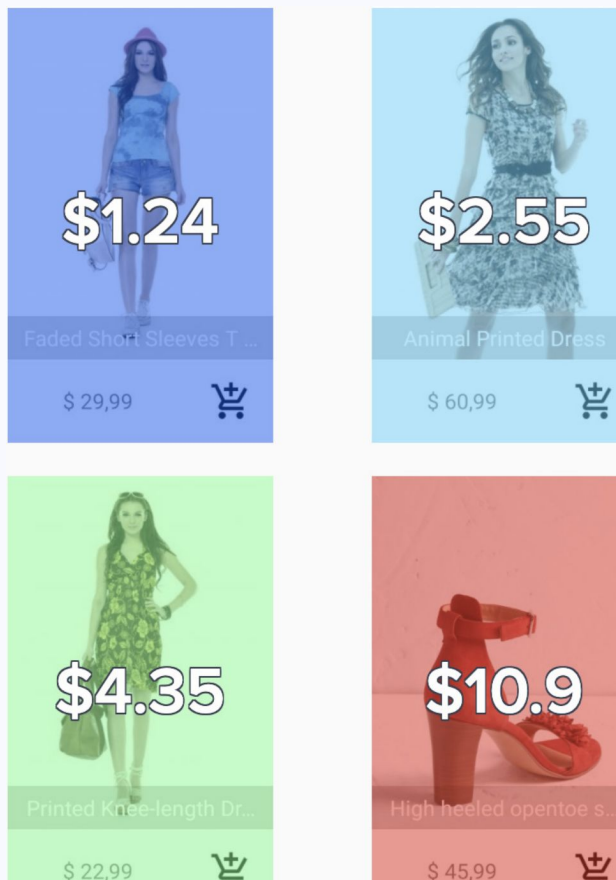 $1.24
Faded Short Sleeves T ...
$ 29,99
$2.55
Animal Printed Dress
$ 60,99
$4.35
Printed Knee-length Dr...
$ 22,99
$10.9
High heeled opentoe s...
$ 45,99